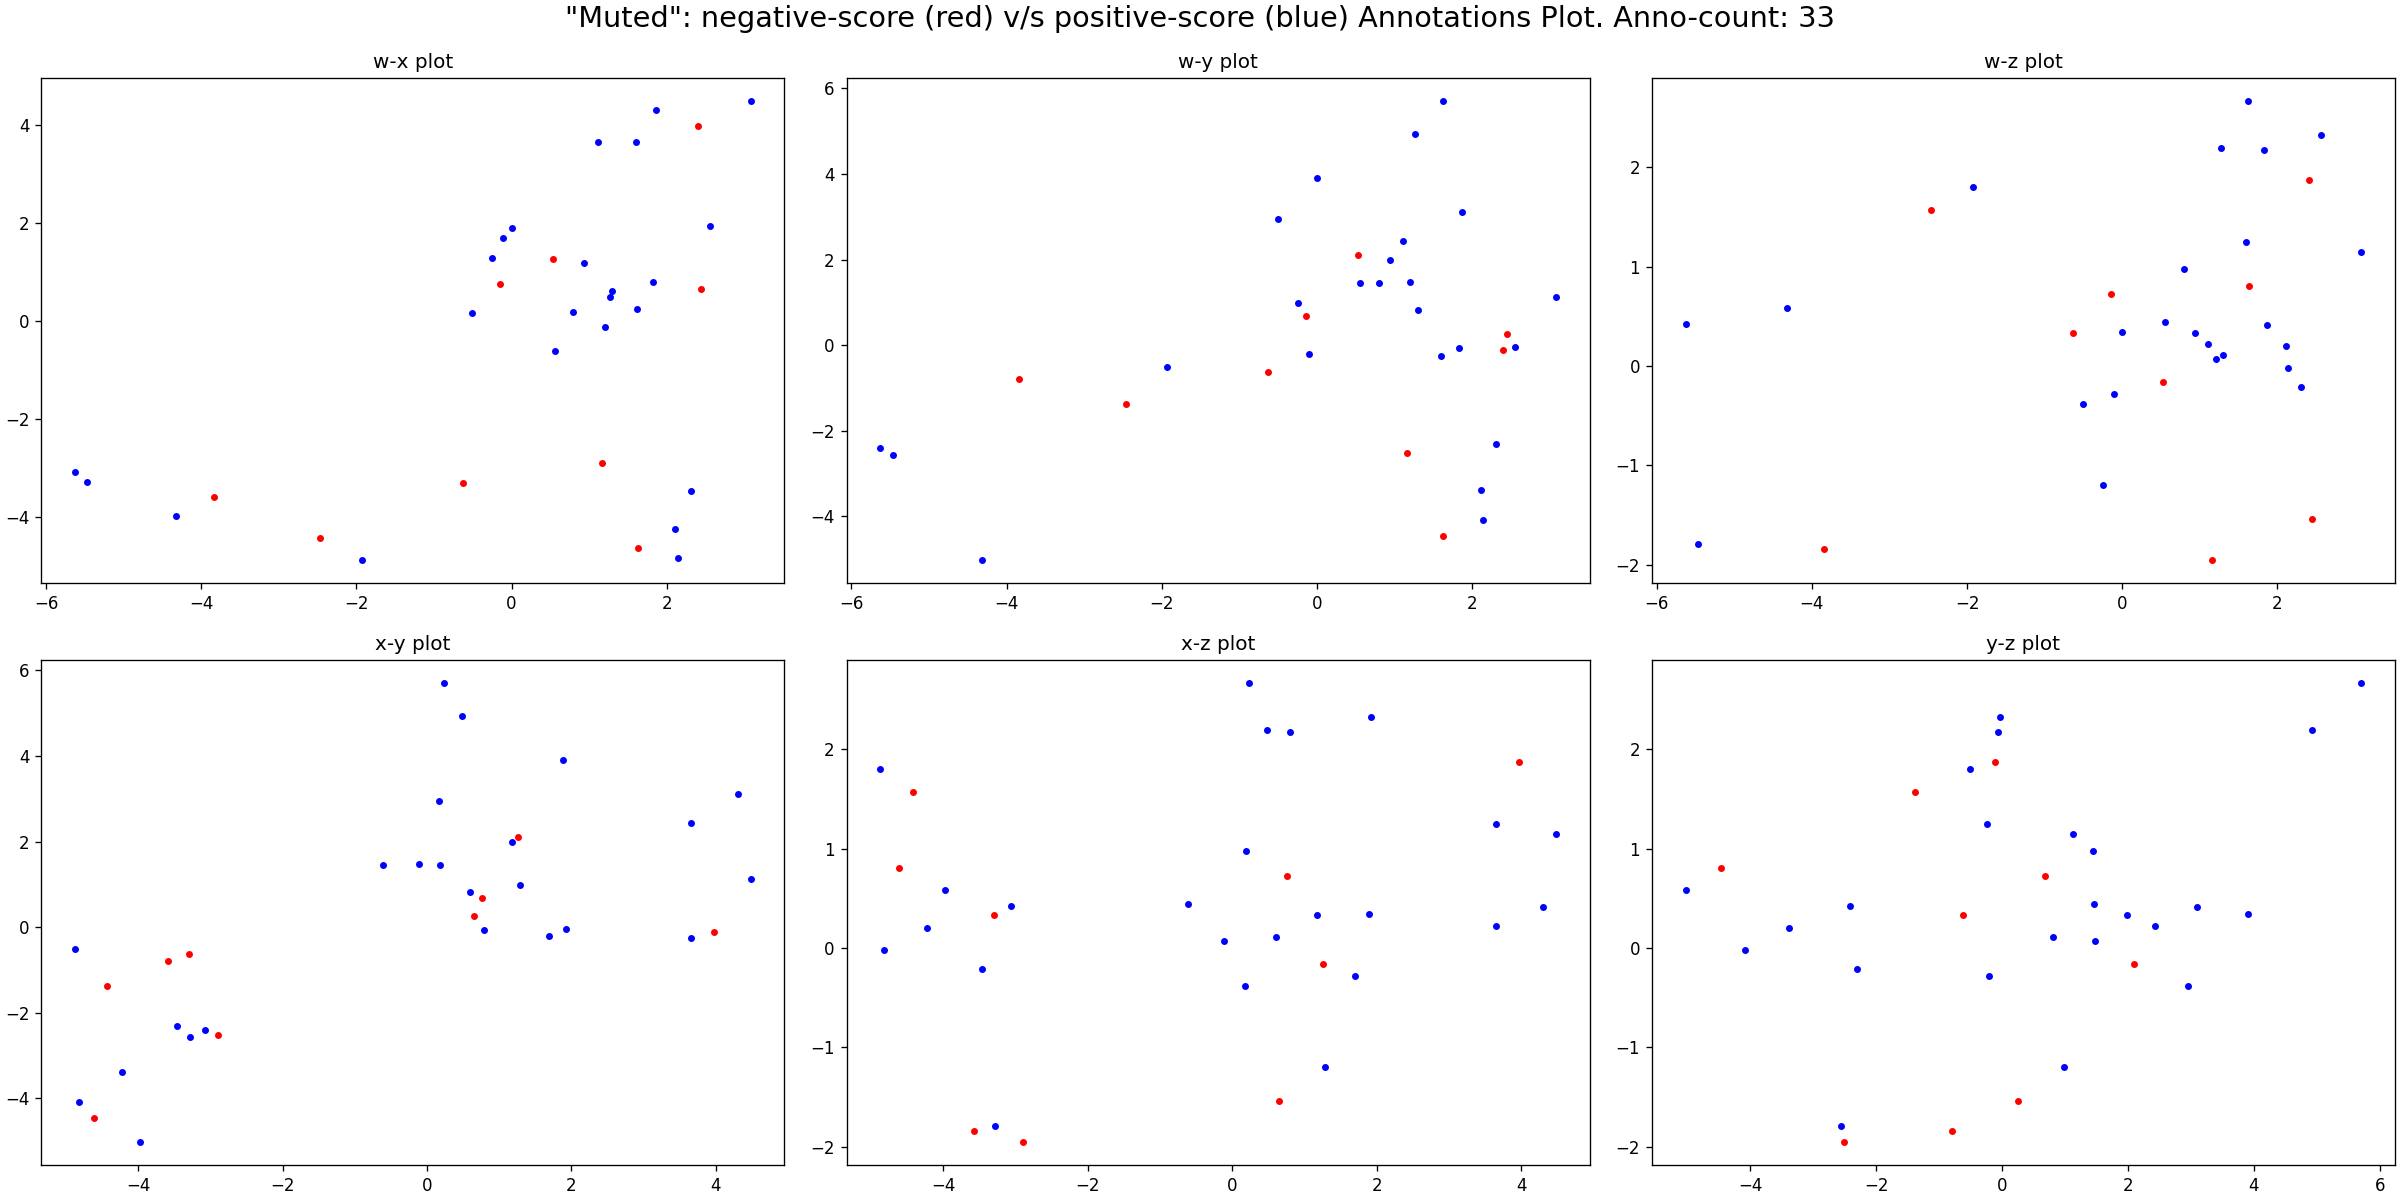 "Muted": negative-score (red) v/s positive-score (blue) Annotations Plot. Anno-count: 33
w-x plot
4
2
0
−2
−4
−6 −4 −2 0 2
w-y plot
6
4
2
0
−2
−4
−6 −4 −2 0 2
w-z plot
2
1
0
−1
−2
−6 −4 −2 0 2
x-y plot
6
4
2
0
−2
−4
−4 −2 0 2 4
x-z plot
2
1
0
−1
−2
−4 −2 0 2 4
y-z plot
2
1
0
−1
−2
−4 −2 0 2 4 6